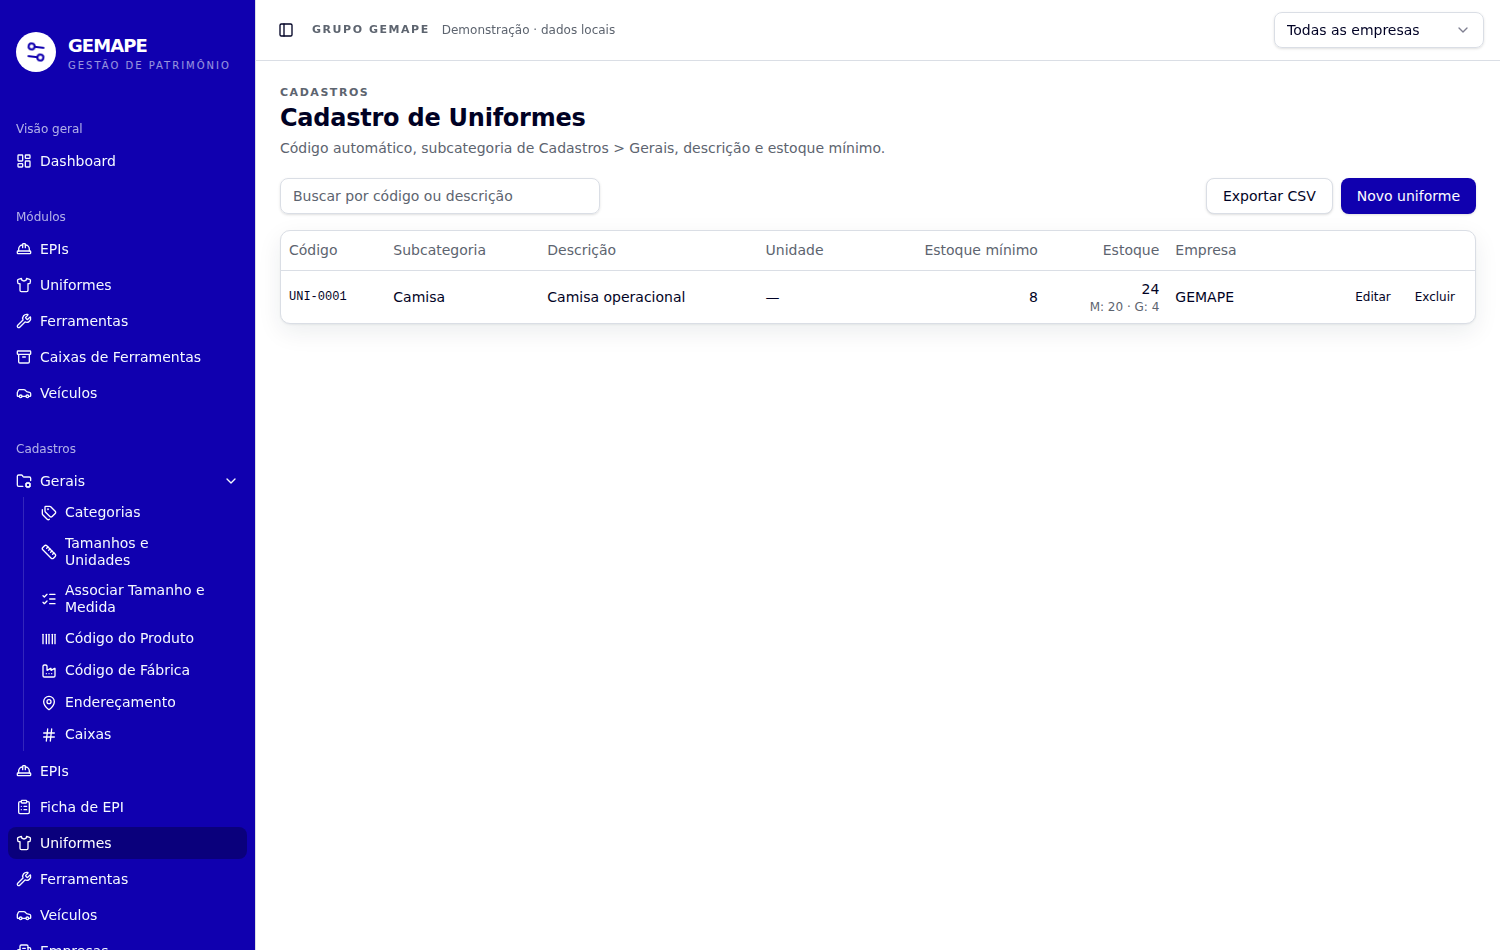 GEMAPE
GESTÃO DE PATRIMÔNIO
Visão geral
Dashboard
Módulos
EPIs
Uniformes
Ferramentas
Caixas de Ferramentas
Veículos
Cadastros
Gerais
Categorias
Tamanhos e
Unidades
Associar Tamanho e
Medida
Código do Produto
Código de Fábrica
Endereçamento
Caixas
EPIs
Ficha de EPI
Uniformes
Ferramentas
Veículos
Empresas
GRUPO GEMAPE Demonstração · dados locais
Todas as empresas
CADASTROS
Cadastro de Uniformes
Código automático, subcategoria de Cadastros > Gerais, descrição e estoque mínimo.
Buscar por código ou descrição
Exportar CSV
Novo uniforme
Código Subcategoria Descrição Unidade Estoque mínimo Estoque Empresa
UNI-0001 Camisa Camisa operacional — 8 24 GEMAPE Editar Excluir
M: 20 · G: 4